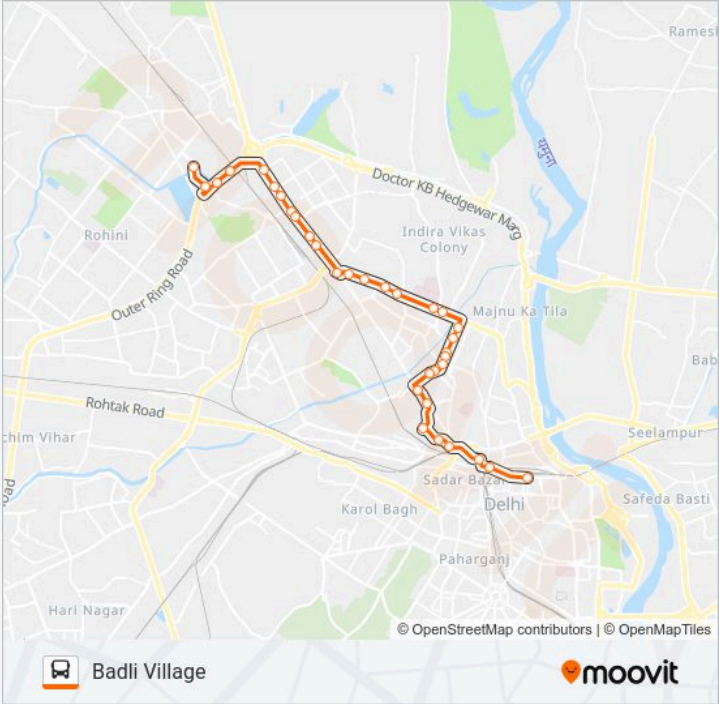 Ramesh
यमुना
Doctor KB Hedgewar Marg
Indira Vikas
Colony
Rohini
Outer Ring Road
Majnu Ka Tila
Bab
Rohtak Road
chim Vihar
Seelampur
oad
Sadar Bazar
Delhi
Safeda Basti
Karol Bagh
Paharganj
Hari Nagar
© OpenStreetMap contributors | © OpenMapTiles
Badli Village
moovit